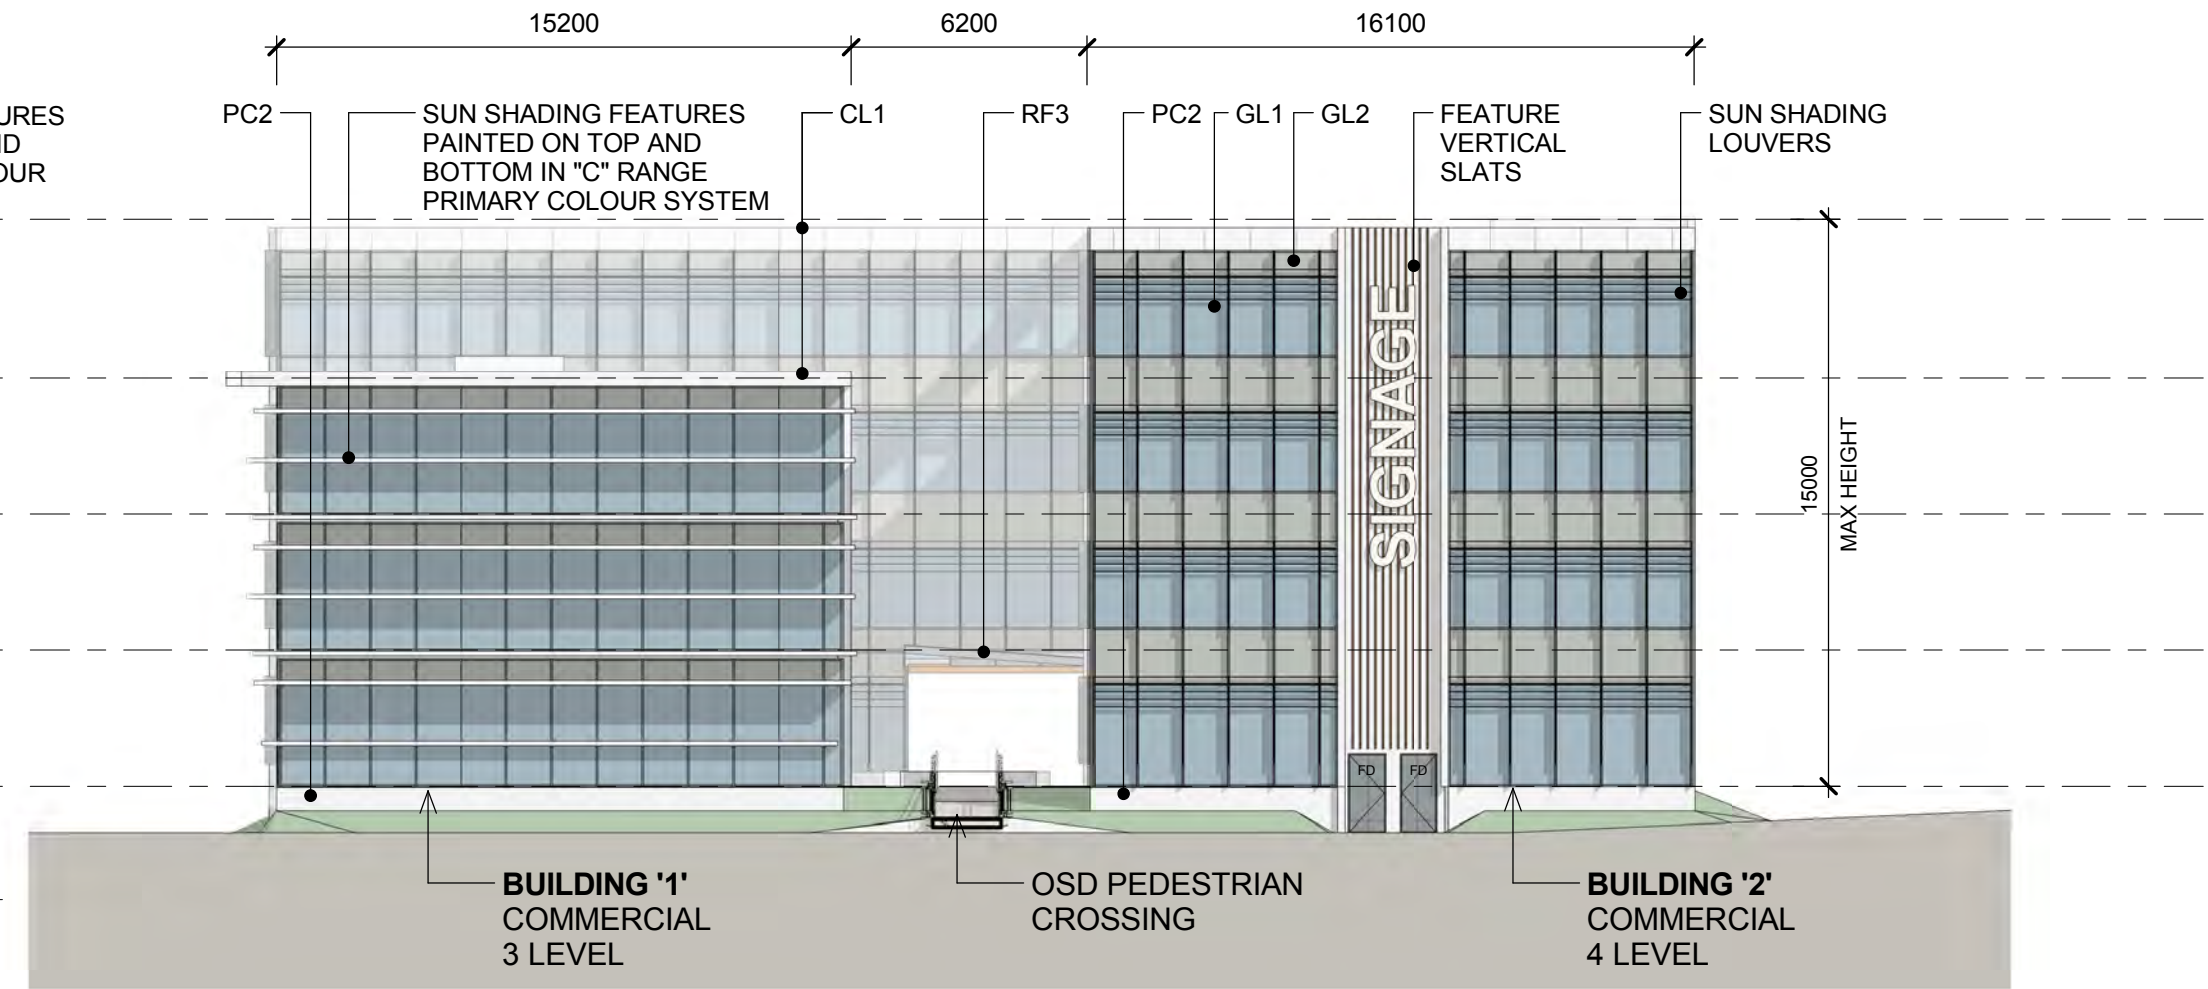 15200
6200
16100
URES
ID
OUR
PC2
SUN SHADING FEATURES
PAINTED ON TOP AND
BOTTOM IN "C" RANGE
PRIMARY COLOUR SYSTEM
CL1
RF3
PC2
GL1
GL2
FEATURE
VERTICAL
SLATS
SUN SHADING
LOUVERS
SIGNAGE
15000
MAX HEIGHT
FD
FD
BUILDING '1'
COMMERCIAL
3 LEVEL
OSD PEDESTRIAN
CROSSING
BUILDING '2'
COMMERCIAL
4 LEVEL